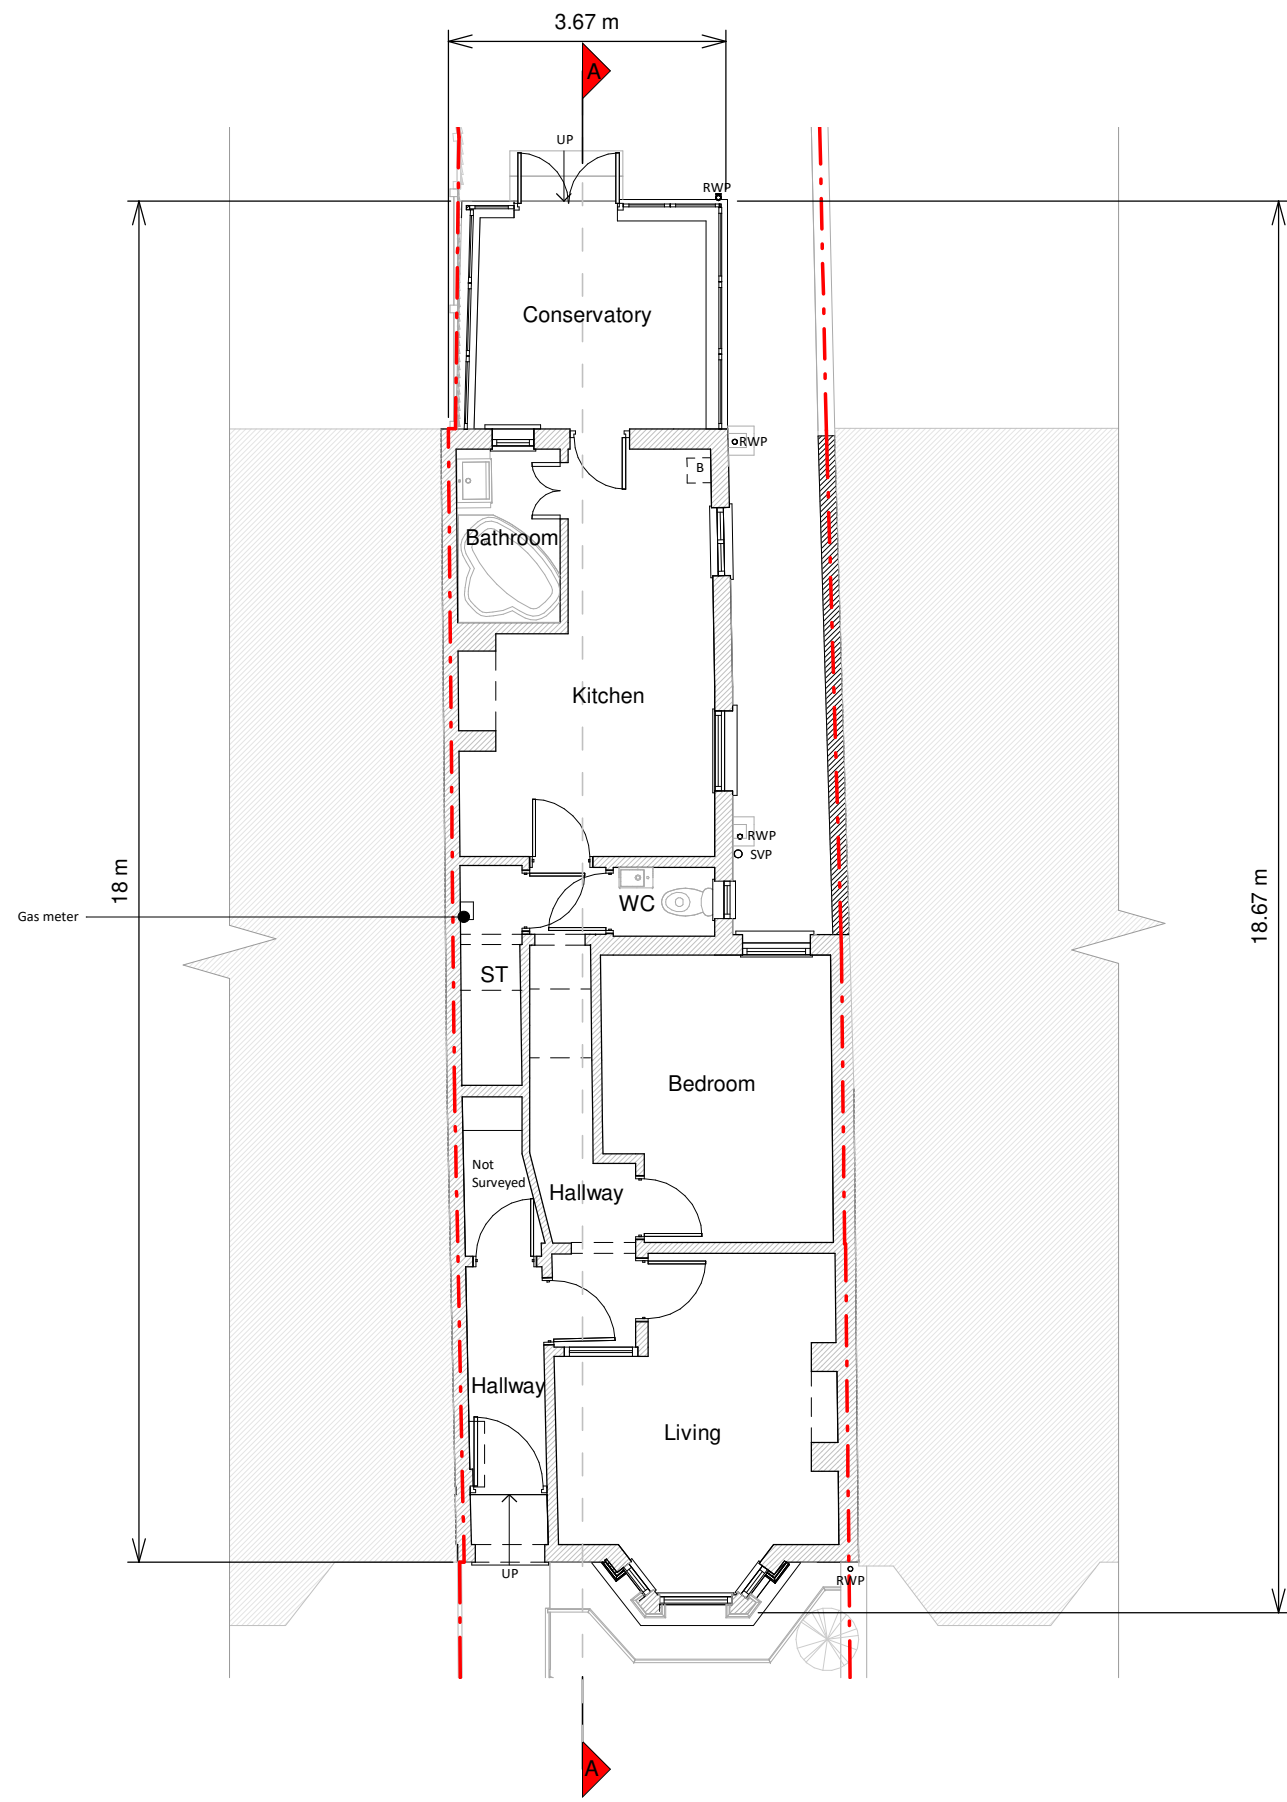 3.67 m
A
UP
RWP
Conservatory
RWP
B
Bathroom
Kitchen
RWP
SVP
18 m
18.67 m
WC
Gas meter
ST
Bedroom
Not
Surveyed
Hallway
Hallway
Living
UP
RWP
A